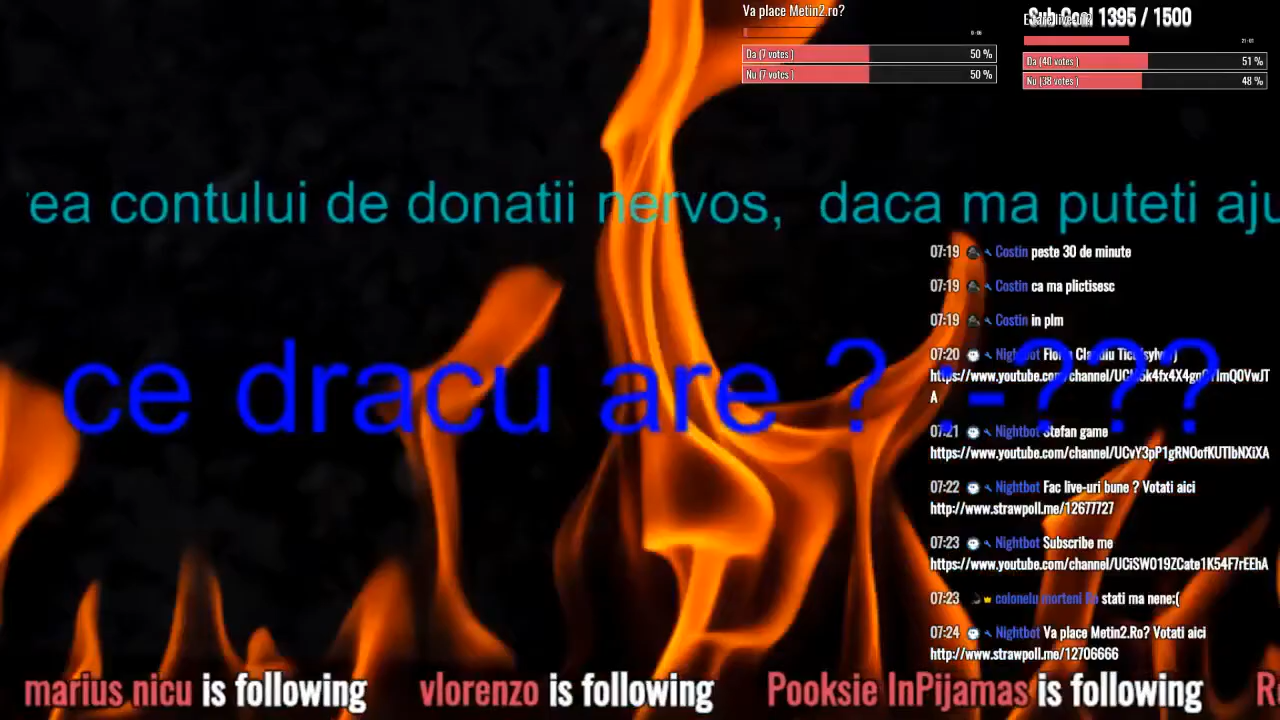 Va place Metin2.ro?
Da (7 votes )
50 %
Nu (7 votes )
50 %
Sub Goal 1395 / 1500
Da (40 votes )
51 %
Nu (38 votes )
48 %
ea contului de donatii nervos, daca ma puteti aju
07:19 Costin peste 30 de minute
07:19 Costin ca ma plictisesc
07:19 Costin in plm
ce dracu are ? :-???
07:20 Nightbot
07:21 Nightbot Stefan game
https://www.youtube.com/channel/UCvY3pP1gRNOofKUTIbNXiXA
07:22 Nightbot Fac live-uri bune ? Votati aici
http://www.strawpoll.me/12677727
07:23 Nightbot Subscribe me
https://www.youtube.com/channel/UCiSWO19ZCate1K54F7rEEhA
07:23 colonelu morteni stati ma nene:(
07:24 Nightbot Va place Metin2.Ro? Votati aici
http://www.strawpoll.me/12706666
marius nicu is following vlorenzo is following Pooksie InPijamas is following